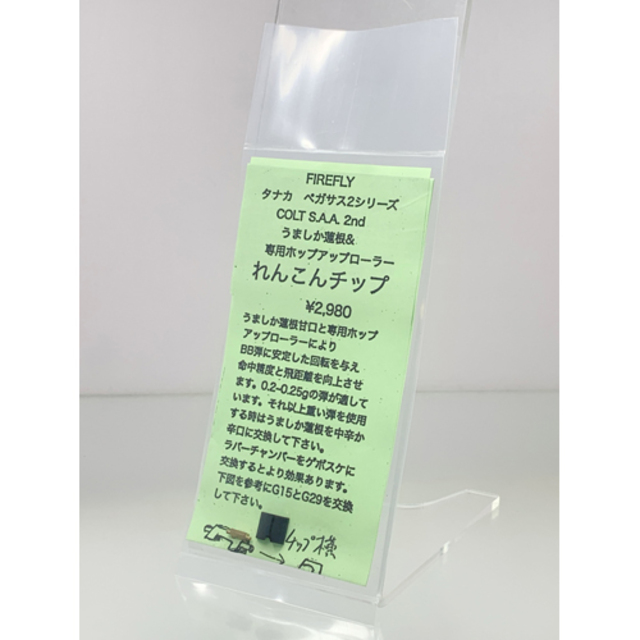 FIREFLY
タナカ ペガサス2シリーズ
COLT S.A.A. 2nd
うましか蓮根&
専用ホップアップローラー
れんこんチップ
¥2,980
うましか蓮根甘口と専用ホップ
アップローラーにより
BB弾に安定した回転を与え
命中精度と飛距離を向上させ
ます。0.2-0.25gの弾が適して
います。それ以上重い弾を使用
する時はうましか蓮根を中辛か
辛口に交換して下さい。
ラバーチャンバーをゲボスケに
交換するとより効果あります。
下図を参考にG15とG29を交換
して下さい。
チップ横